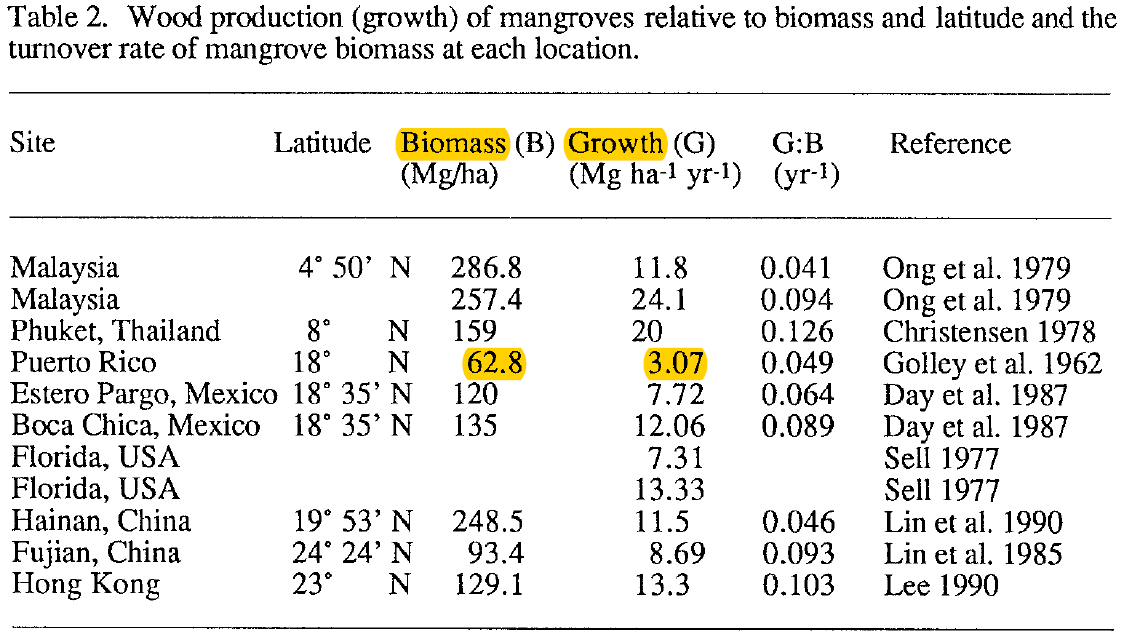 Table 2. Wood production (growth) of mangroves relative to biomass and latitude and the
turnover rate of mangrove biomass at each location.
Site Latitude Biomass (B) Growth (G) G:B Reference
(Mg/ha) (Mg ha-1 yr-1) (yr-1)
Malaysia 4° 50’ N 286.8 11.8 0.041 Ong et al. 1979
Malaysia 257.4 24.1 0.094 Ong et al. 1979
Phuket, Thailand 8° N 159 20 0.126 Christensen 1978
Puerto Rico 18° N 62.8 3.07 0.049 Golley et al. 1962
Estero Pargo, Mexico 18° 35’ N 120 7.72 0.064 Day et al. 1987
Boca Chica, Mexico 18° 35’ N 135 12.06 0.089 Day et al. 1987
Florida, USA 7.31 Sell 1977
Florida, USA 13.33 Sell 1977
Hainan, China 19° 53’ N 248.5 11.5 0.046 Lin et al. 1990
Fujian, China 24° 24’ N 93.4 8.69 0.093 Lin et al. 1985
Hong Kong 23° N 129.1 13.3 0.103 Lee 1990